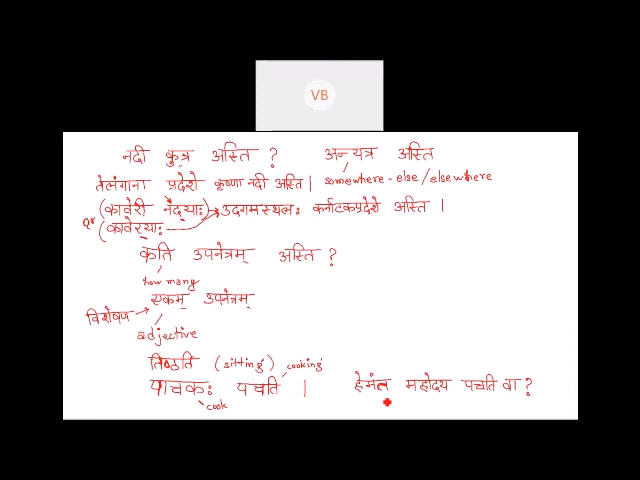 VB
नदी कुत्र अस्ति ? अन्यत्र अस्ति
तेलंगाना प्रदेशे कृष्णा नदी अस्ति | somewhere-else/elsewhere
(कावेरी नद्याः) उदगमस्थलः कर्नाटकप्रदेशे अस्ति |
or (कावेर्याः
कति उपनेत्रम् अस्ति ?
how many
विशेषण एकम् उपनेत्रम्
adjective
तिष्ठति (sitting) cooking
पाचकः पचति | हेमंत महोदय पचति वा ?
cook